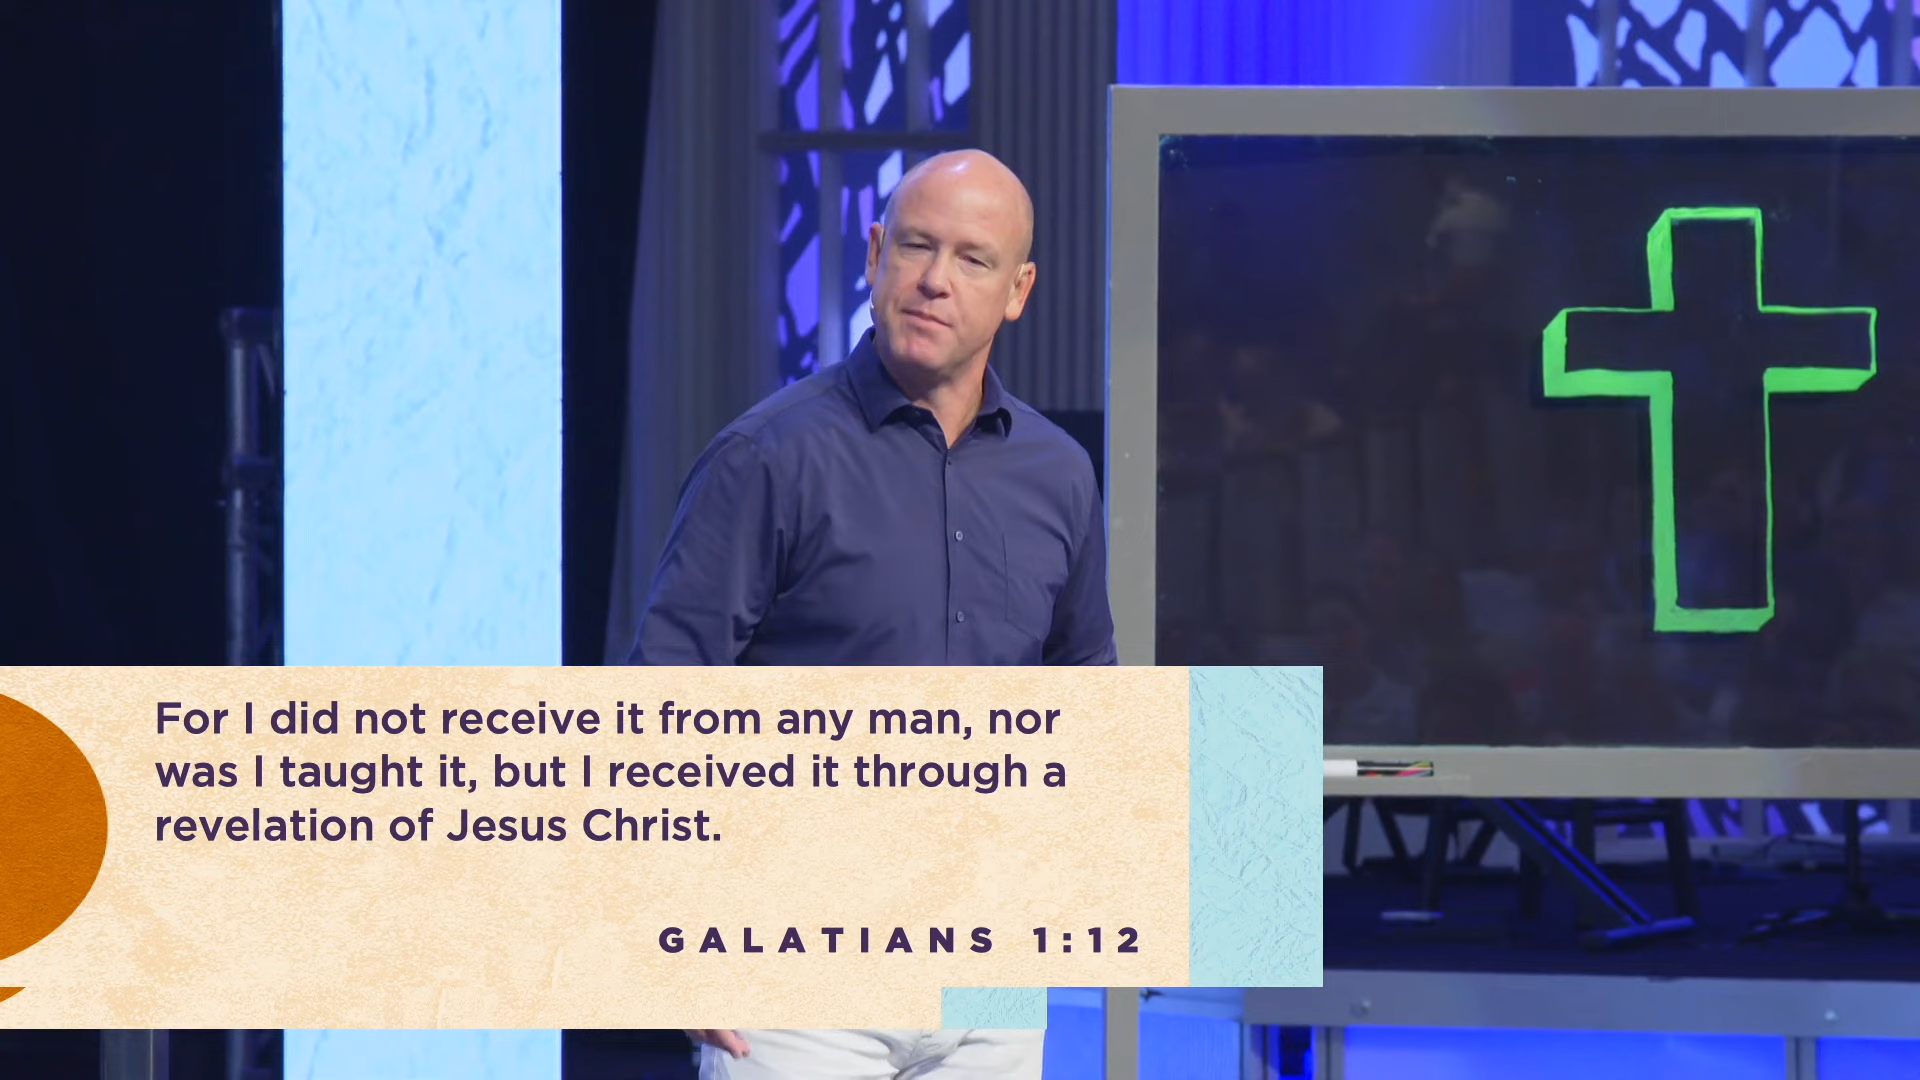 For I did not receive it from any man, nor
was I taught it, but I received it through a
revelation of Jesus Christ.
GALATIANS 1:12